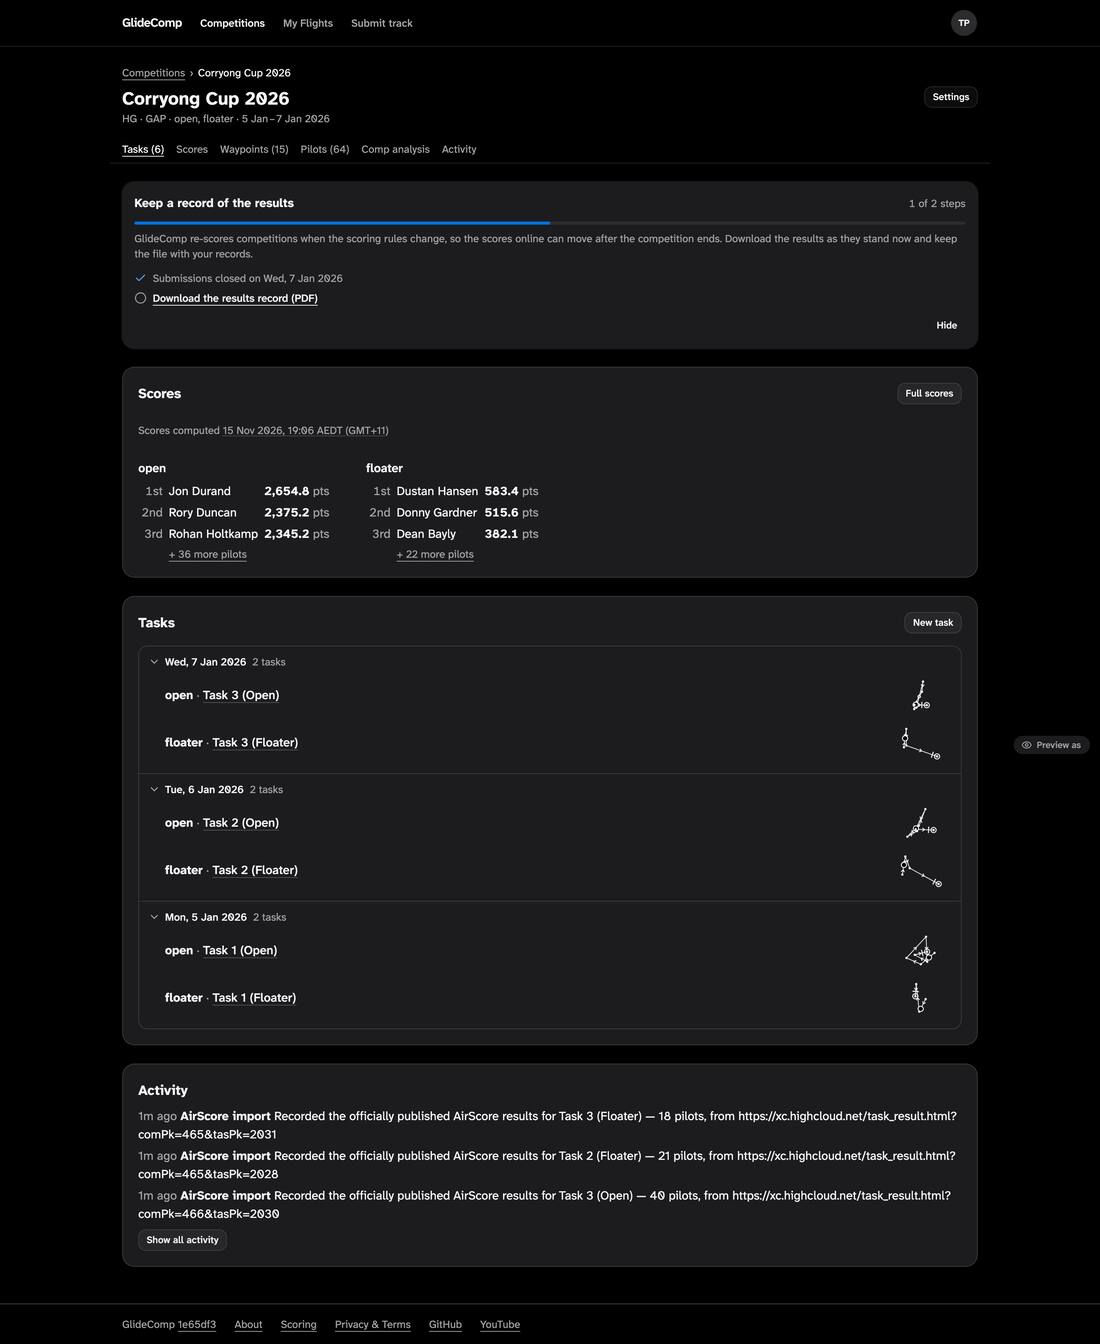 GlideComp Competitions My Flights Submit track TP
Competitions › Corryong Cup 2026
Corryong Cup 2026
Settings
HG · GAP · open, floater · 5 Jan – 7 Jan 2026
Tasks (6) Scores Waypoints (15) Pilots (64) Comp analysis Activity
Keep a record of the results 1 of 2 steps
GlideComp re-scores competitions when the scoring rules change, so the scores online can move after the competition ends. Download the results as they stand now and keep
the file with your records.
Submissions closed on Wed, 7 Jan 2026
Download the results record (PDF)
Hide
Scores Full scores
Scores computed 15 Nov 2026, 19:06 AEDT (GMT+11)
open
1st Jon Durand 2,654.8 pts
2nd Rory Duncan 2,375.2 pts
3rd Rohan Holtkamp 2,345.2 pts
+ 36 more pilots
floater
1st Dustan Hansen 583.4 pts
2nd Donny Gardner 515.6 pts
3rd Dean Bayly 382.1 pts
+ 22 more pilots
Tasks New task
Wed, 7 Jan 2026 2 tasks
open · Task 3 (Open)
floater · Task 3 (Floater)
Preview as
Tue, 6 Jan 2026 2 tasks
open · Task 2 (Open)
floater · Task 2 (Floater)
Mon, 5 Jan 2026 2 tasks
open · Task 1 (Open)
floater · Task 1 (Floater)
Activity
1m ago AirScore import Recorded the officially published AirScore results for Task 3 (Floater) — 18 pilots, from https://xc.highcloud.net/task_result.html?
comPk=465&tasPk=2031
1m ago AirScore import Recorded the officially published AirScore results for Task 2 (Floater) — 21 pilots, from https://xc.highcloud.net/task_result.html?
comPk=465&tasPk=2028
1m ago AirScore import Recorded the officially published AirScore results for Task 3 (Open) — 40 pilots, from https://xc.highcloud.net/task_result.html?
comPk=466&tasPk=2030
Show all activity
GlideComp 1e65df3 About Scoring Privacy & Terms GitHub YouTube